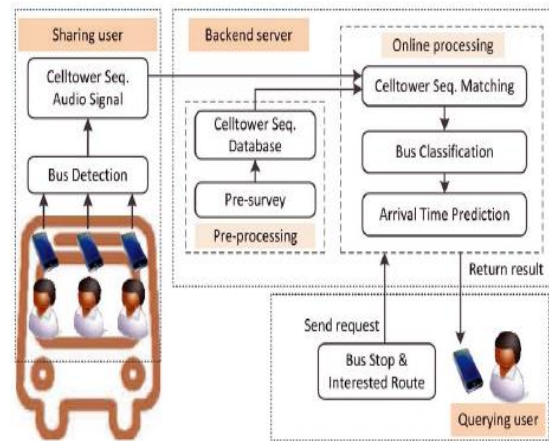 Sharing user
Celltower Seq.
Audio Signal
Bus Detection
Backend server
Celltower Seq.
Database
Pre-survey
Pre-processing
Online processing
Celltower Seq. Matching
Bus Classification
Arrival Time Prediction
Return result
Send request
Bus Stop &
Interested Route
Querying user